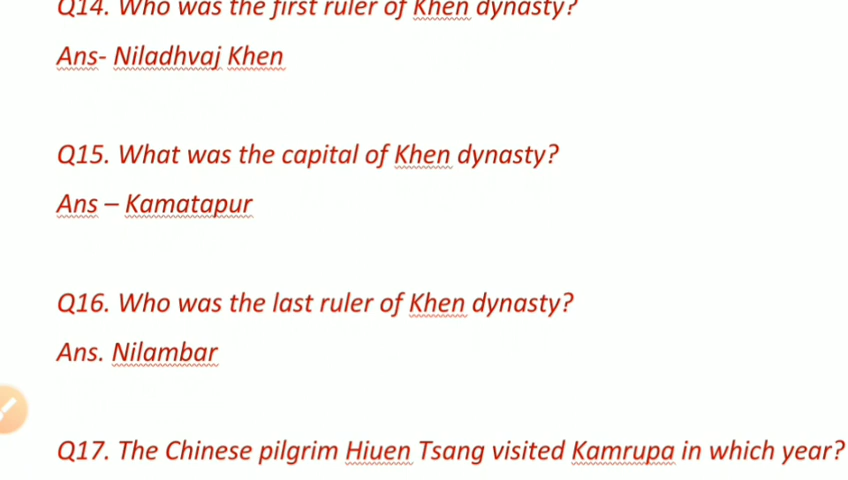 Q14. Who was the first ruler of Khen dynasty?
Ans- Niladhvaj Khen
Q15. What was the capital of Khen dynasty?
Ans – Kamatapur
Q16. Who was the last ruler of Khen dynasty?
Ans. Nilambar
Q17. The Chinese pilgrim Hiuen Tsang visited Kamrupa in which year?